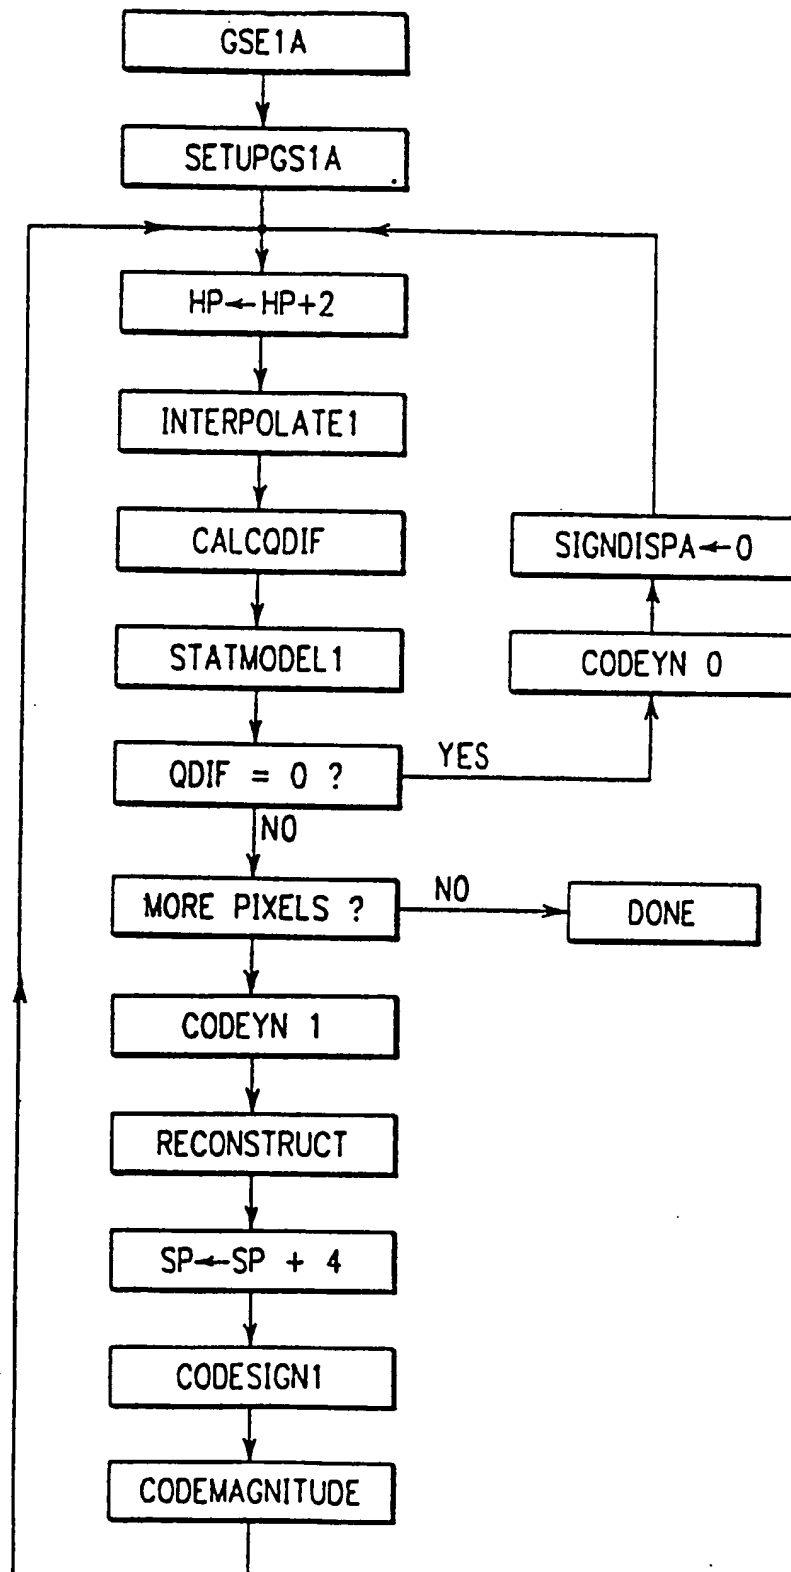 GSE1A
SETUPGS1A
HP←HP+2
INTERPOLATE1
CALCQDIF
STATMODEL1
QDIF = 0 ?
YES
CODEYN 0
SIGNDISPA←0
NO
MORE PIXELS ?
NO
DONE
CODEYN 1
RECONSTRUCT
SP←SP + 4
CODESIGN1
CODEMAGNITUDE